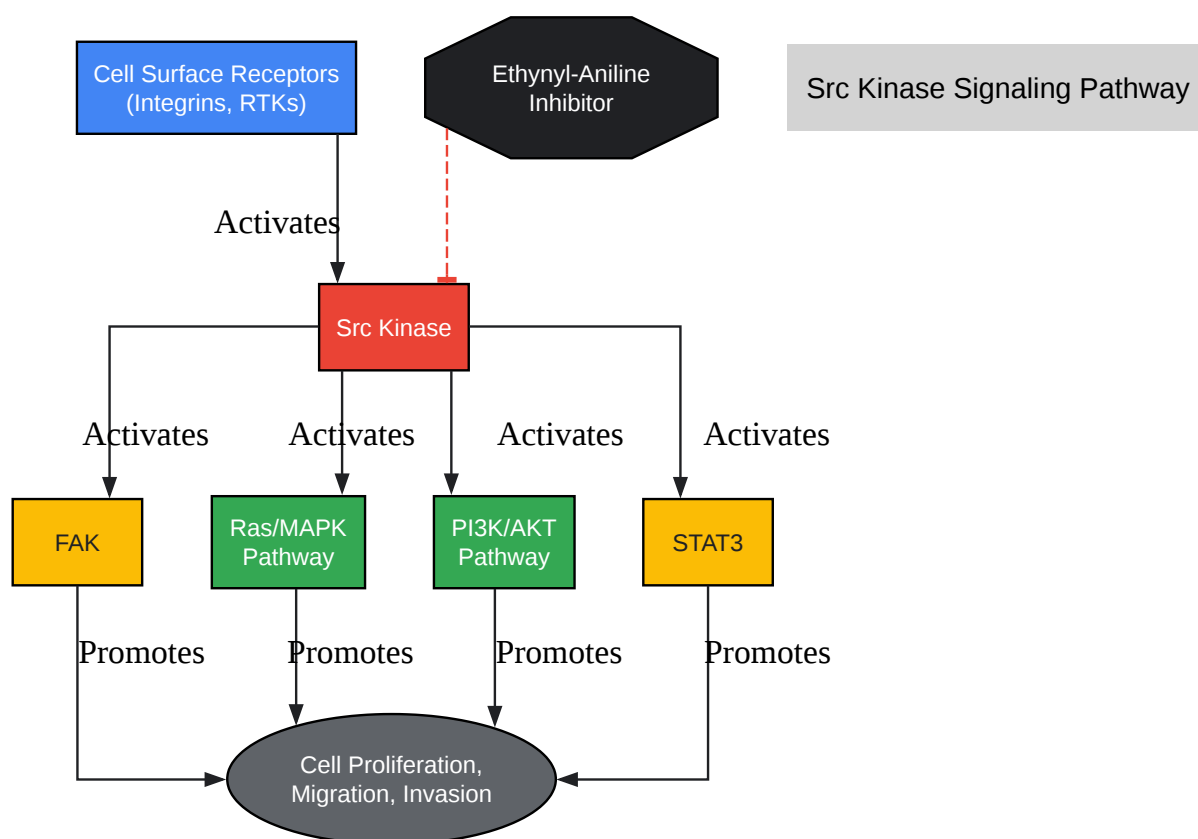 Cell Surface Receptors
(Integrins, RTKs)
Ethynyl-Aniline
Inhibitor
Src Kinase Signaling Pathway
Activates
Src Kinase
Activates
Activates
Activates
Activates
FAK
Ras/MAPK
Pathway
PI3K/AKT
Pathway
STAT3
Promotes
Promotes
Promotes
Promotes
Cell Proliferation,
Migration, Invasion